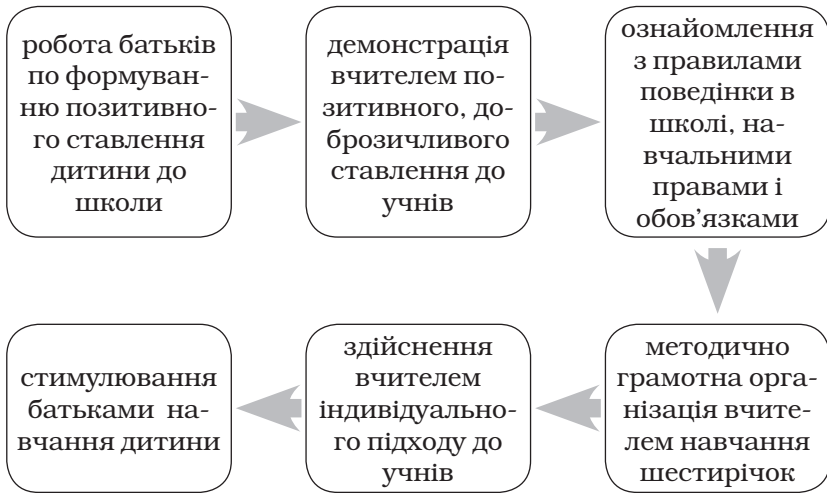 робота батьків
по формуван-
ню позитивно-
го ставлення
дитини до
школи
демонстрація
вчителем по-
зитивного, до-
брозичливого
ставлення до
учнів
ознайомлення
з правилами
поведінки в
школі, на-
вчальними
правами і
обов’язками
методично
грамотна орга-
нізація вчите-
лем навчання
шестирічок
здійснення
вчителем
індивідуально-
го підходу до
учнів
стимулювання
батьками на-
вчання дитини